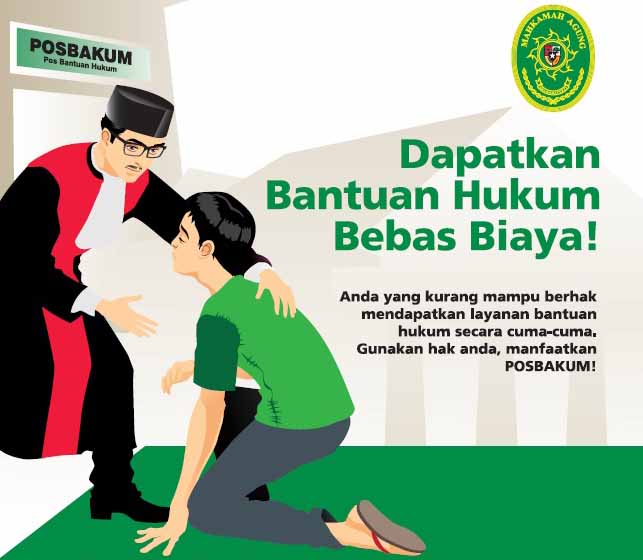 POSBAKUM
Pos Bantuan Hukum
MAHKAMAH AGUNG
Dapatkan
Bantuan Hukum
Bebas Biaya!
Anda yang kurang mampu berhak
mendapatkan layanan bantuan
hukum secara cuma-cuma.
Gunakan hak anda, manfaatkan
POSBAKUM!